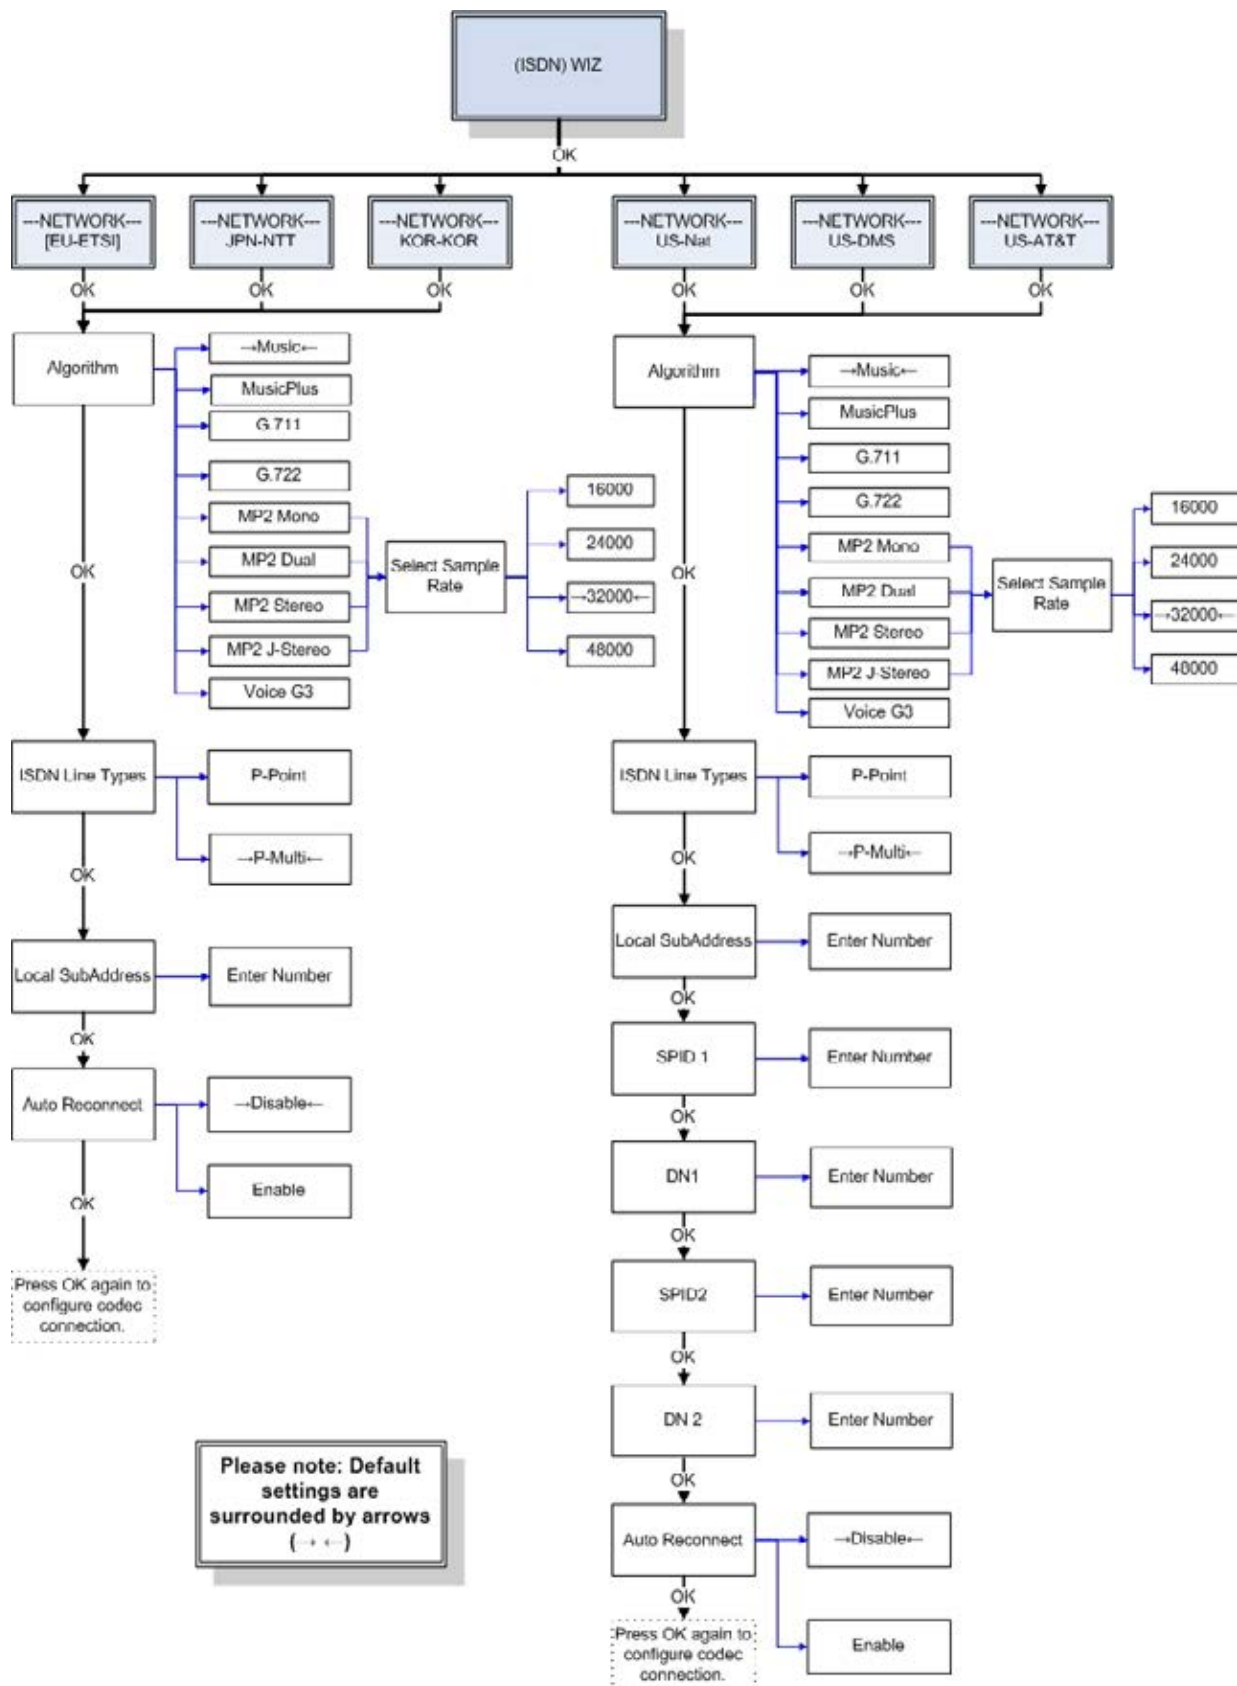 (ISDN) WIZ
OK
---NETWORK---
[EU-ETSI]
---NETWORK---
JPN-NTT
---NETWORK---
KOR-KOR
---NETWORK---
US-Nat
---NETWORK---
US-DMS
---NETWORK---
US-AT&T
OK
OK
OK
OK
OK
OK
Algorithm
→Music←
MusicPlus
G.711
G.722
MP2 Mono
MP2 Dual
MP2 Stereo
MP2 J-Stereo
Voice G3
Select Sample
Rate
16000
24000
→32000←
48000
OK
ISDN Line Types
P-Point
→P-Multi←
OK
Local SubAddress
Enter Number
OK
Auto Reconnect
→Disable←
Enable
OK
Press OK again to
configure codec
connection.
Algorithm
→Music←
MusicPlus
G.711
G.722
MP2 Mono
MP2 Dual
MP2 Stereo
MP2 J-Stereo
Voice G3
Select Sample
Rate
16000
24000
→32000←
48000
OK
ISDN Line Types
P-Point
→P-Multi←
OK
Local SubAddress
Enter Number
OK
SPID 1
Enter Number
OK
DN1
Enter Number
OK
SPID2
Enter Number
OK
DN 2
Enter Number
OK
Auto Reconnect
→Disable←
Enable
OK
Press OK again to
configure codec
connection.
Please note: Default
settings are
surrounded by arrows
(→ ←)